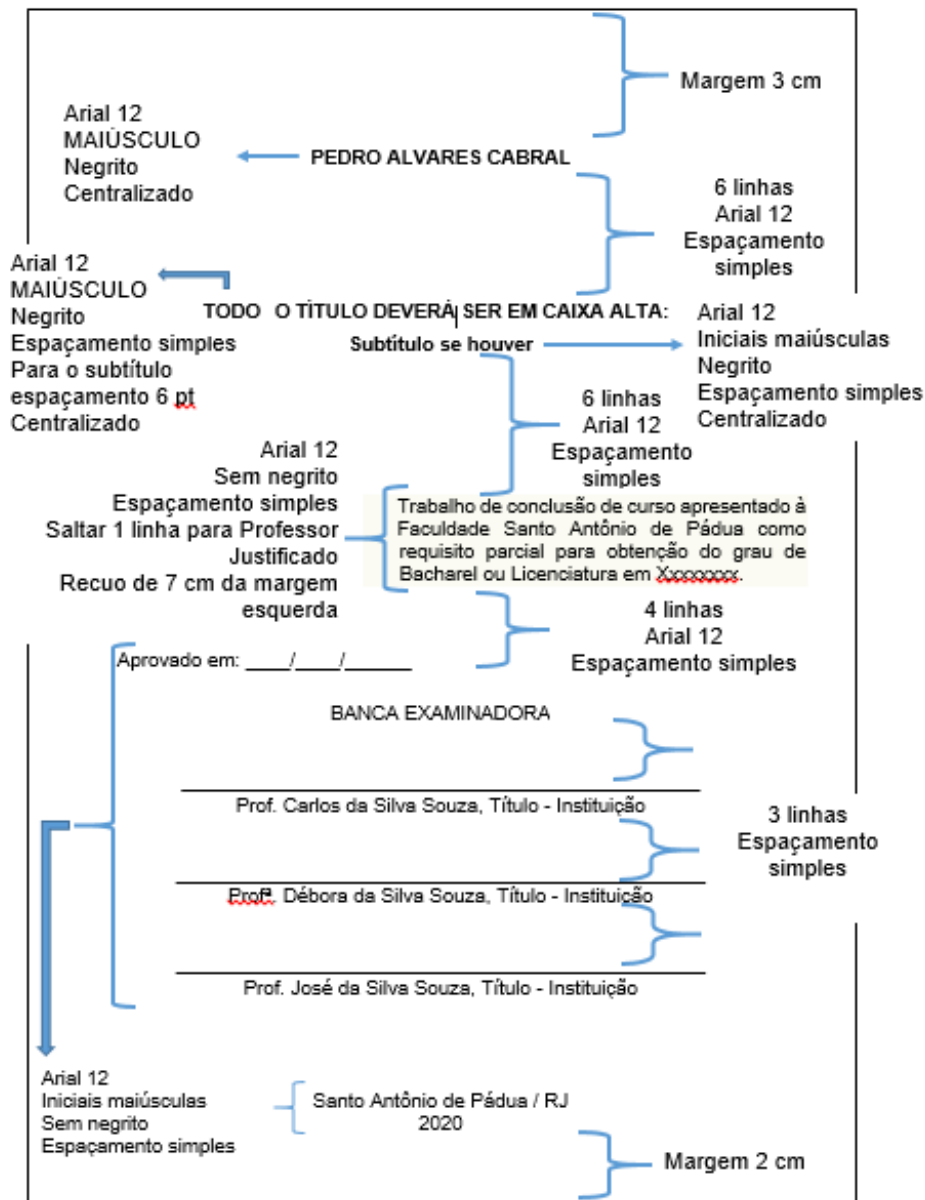 Margem 3 cm
Arial 12
MAIÚSCULO
Negrito
Centralizado
PEDRO ALVARES CABRAL
6 linhas
Arial 12
Espaçamento
simples
Arial 12
MAIÚSCULO
Negrito
Espaçamento simples
Para o subtítulo
espaçamento 6 pt
Centralizado
TODO O TÍTULO DEVERÁ SER EM CAIXA ALTA:
Subtítulo se houver
Arial 12
Iniciais maiúsculas
Negrito
Espaçamento simples
Centralizado
6 linhas
Arial 12
Espaçamento
simples
Arial 12
Sem negrito
Espaçamento simples
Saltar 1 linha para Professor
Justificado
Recuo de 7 cm da margem
esquerda
Trabalho de conclusão de curso apresentado à
Faculdade Santo Antônio de Pádua como
requisito parcial para obtenção do grau de
Bacharel ou Licenciatura em Xxxxxxxx.
4 linhas
Arial 12
Espaçamento simples
Aprovado em: ____/____/______
BANCA EXAMINADORA
Prof. Carlos da Silva Souza, Título - Instituição
3 linhas
Espaçamento
simples
Profª. Débora da Silva Souza, Título - Instituição
Prof. José da Silva Souza, Título - Instituição
Arial 12
Iniciais maiúsculas
Sem negrito
Espaçamento simples
Santo Antônio de Pádua / RJ
2020
Margem 2 cm